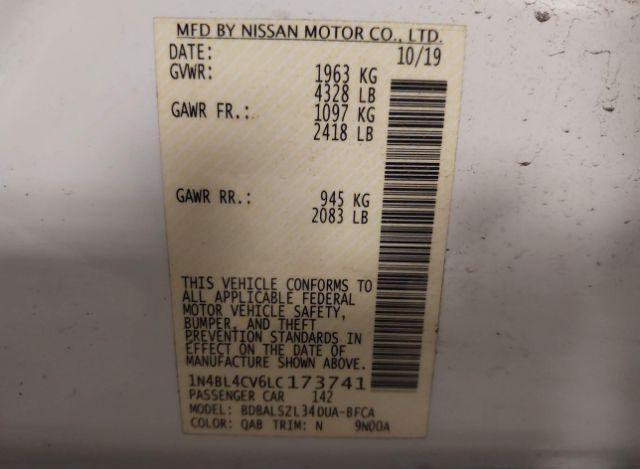 MFD BY NISSAN MOTOR CO., LTD.
DATE: 10/19
GVWR: 1963 KG
4328 LB
GAWR FR.: 1097 KG
2418 LB
GAWR RR.: 945 KG
2083 LB
THIS VEHICLE CONFORMS TO
ALL APPLICABLE FEDERAL
MOTOR VEHICLE SAFETY,
BUMPER, AND THEFT
PREVENTION STANDARDS IN
EFFECT ON THE DATE OF
MANUFACTURE SHOWN ABOVE.
1N4BL4CV6LC173741
PASSENGER CAR 142
MODEL: BDBALSZL34DUA-BFCA
COLOR: QAB TRIM: N 9N00A